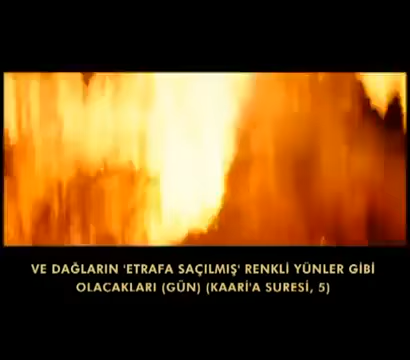 VE DAĞLARIN 'ETRAFA SAÇILMIŞ' RENKLİ YÜNLER GİBİ
OLACAKLARI (GÜN) (KAARİ'A SURESİ, 5)